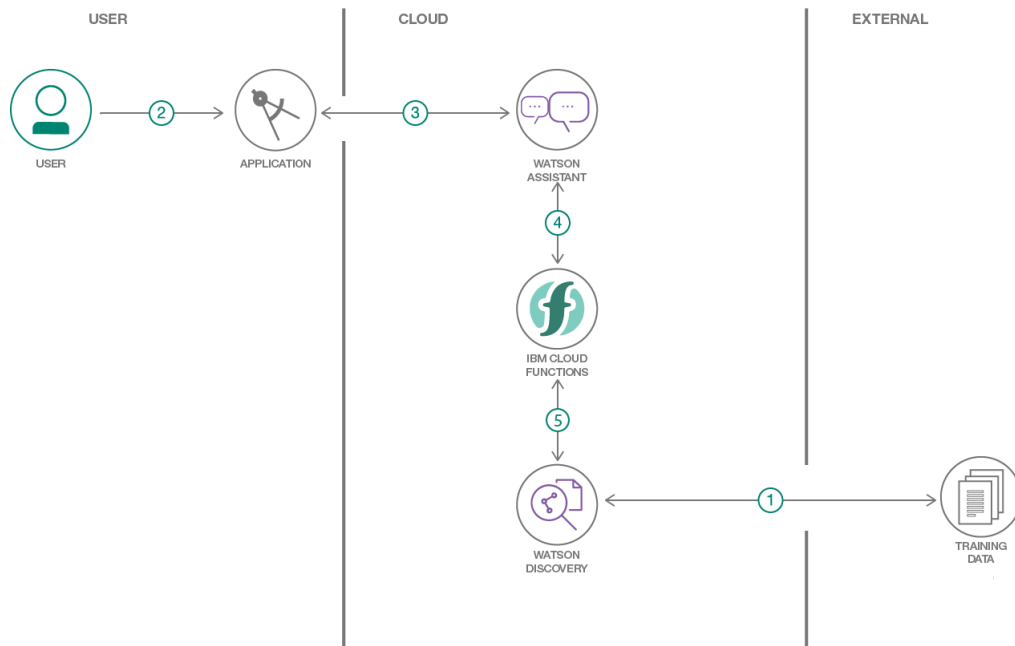 USER
CLOUD
EXTERNAL
2
3
USER
APPLICATION
WATSON
ASSISTANT
4
IBM CLOUD
FUNCTIONS
5
1
WATSON
DISCOVERY
TRAINING
DATA